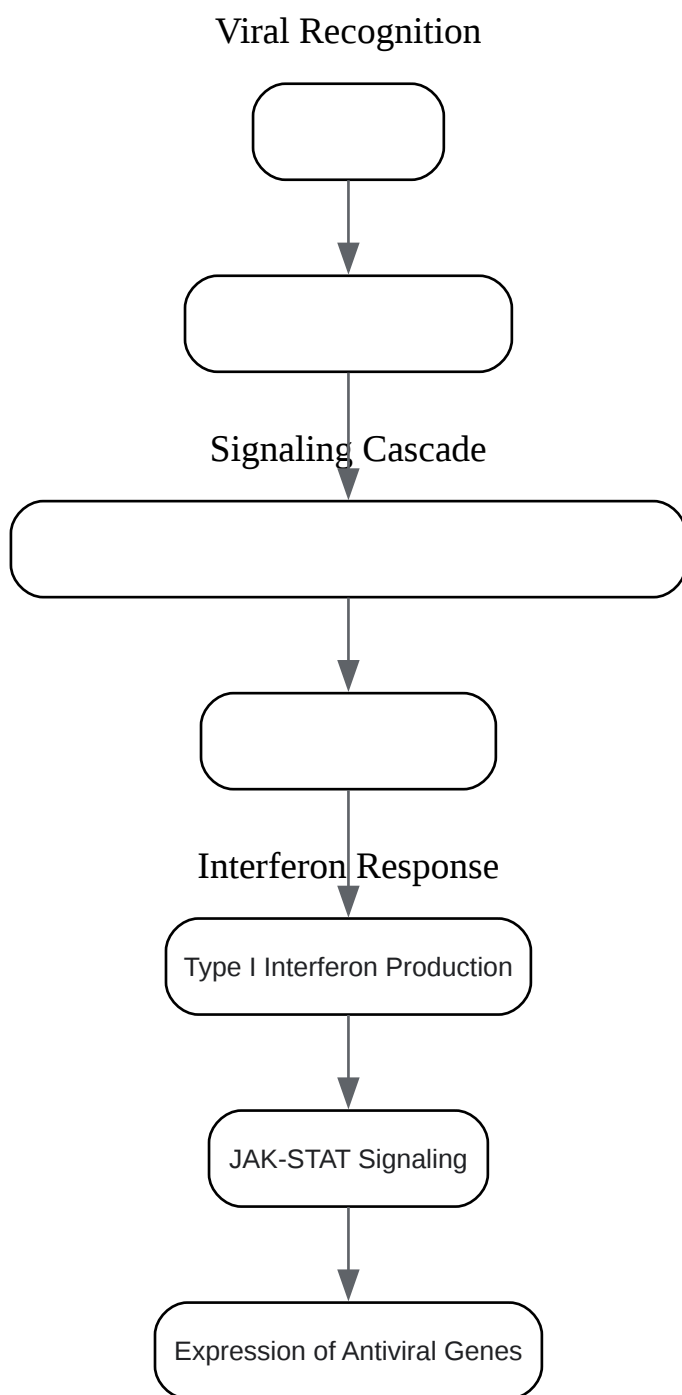 Viral Recognition
Signaling Cascade
Interferon Response
Type I Interferon Production
JAK-STAT Signaling
Expression of Antiviral Genes